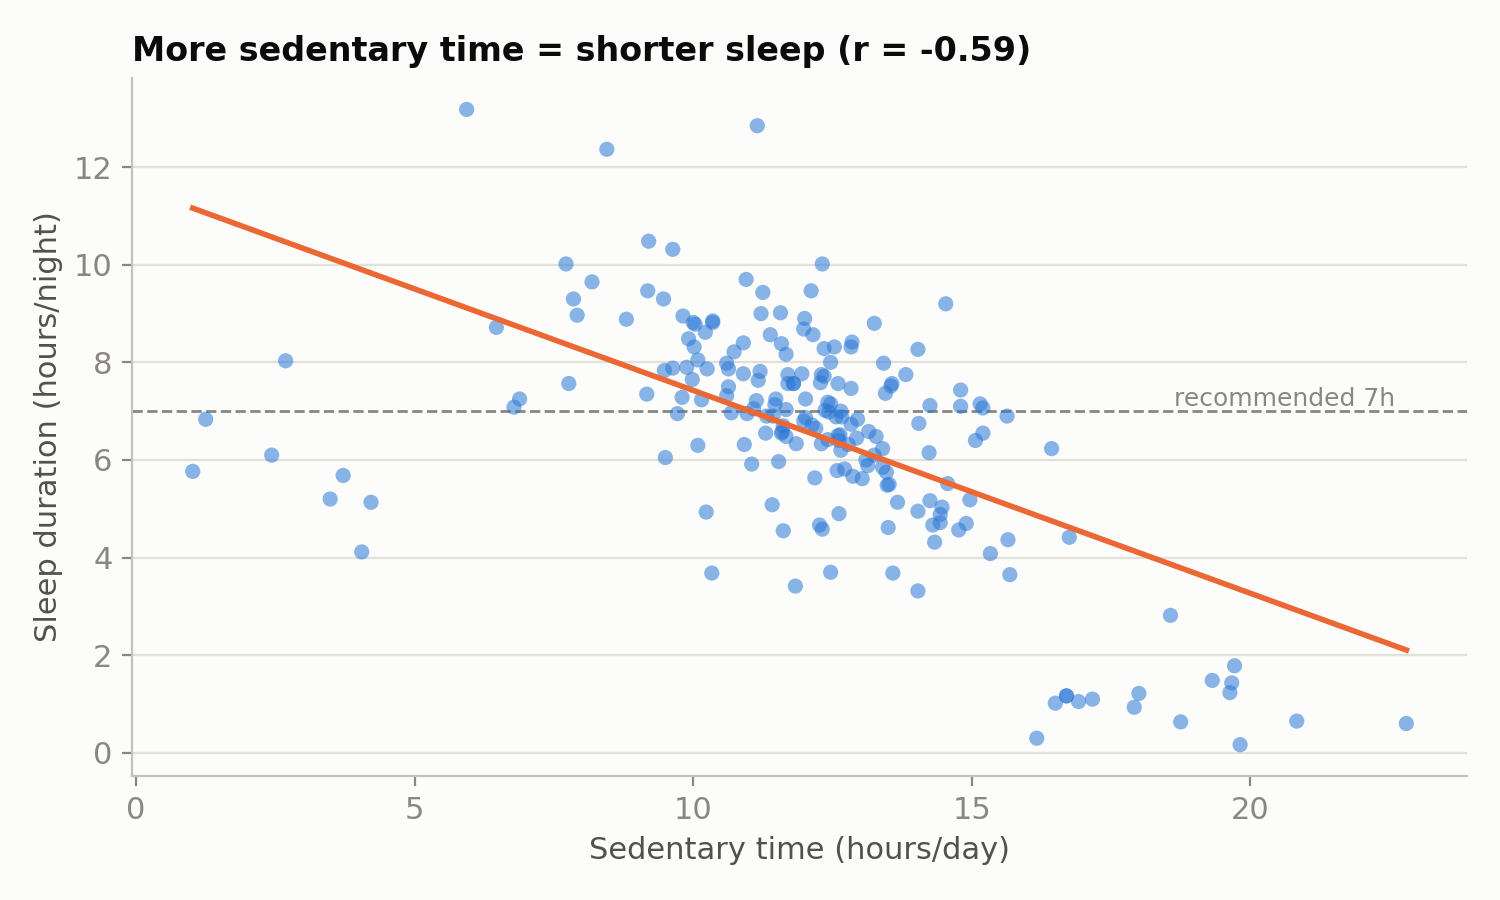 More sedentary time = shorter sleep (r = -0.59)
Sleep duration (hours/night)
12
10
8
6
4
2
0
recommended 7h
0 5 10 15 20
Sedentary time (hours/day)